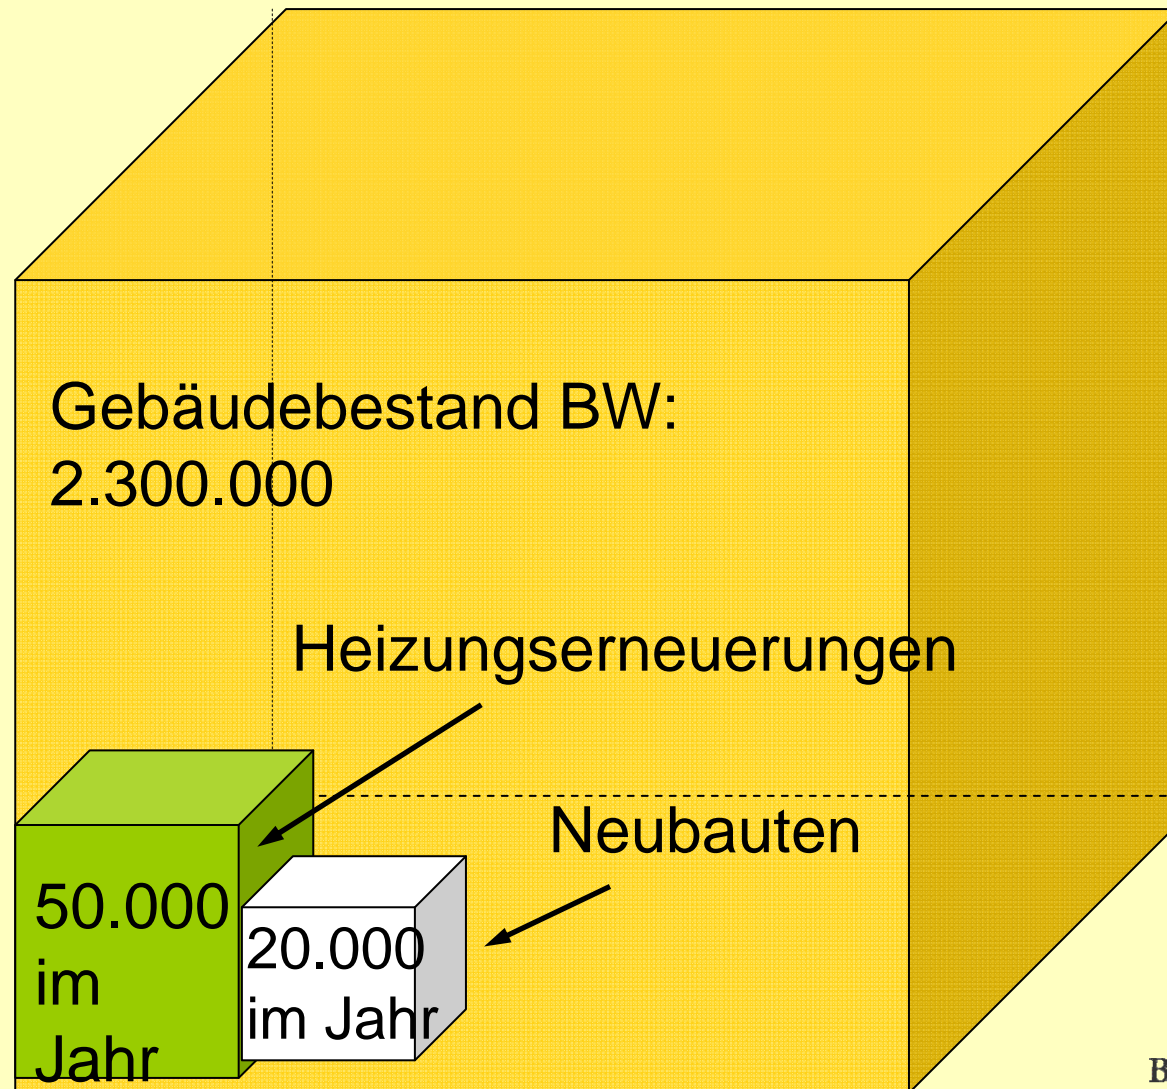 Gebäudebestand BW:
2.300.000
Heizungserneuerungen
Neubauten
50.000
im
Jahr
20.000
im Jahr
B